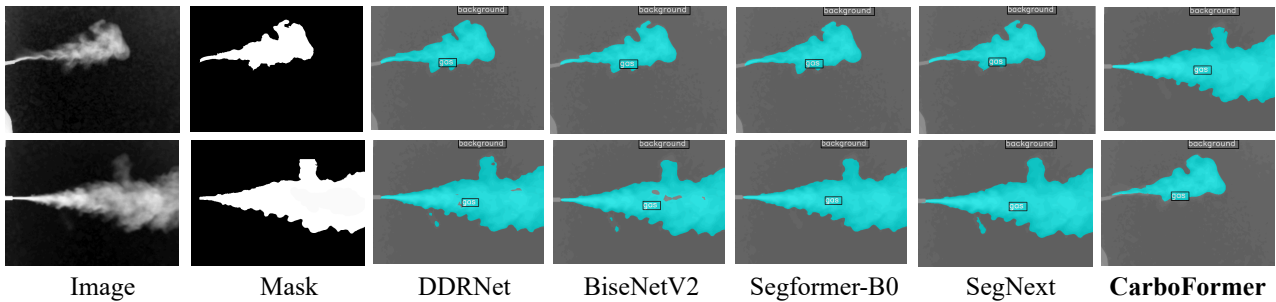 background background background background background
gas gas gas gas gas
background background background background background
gas gas gas gas gas
Image Mask DDRNet BiseNetV2 Segformer-B0 SegNext CarboFormer